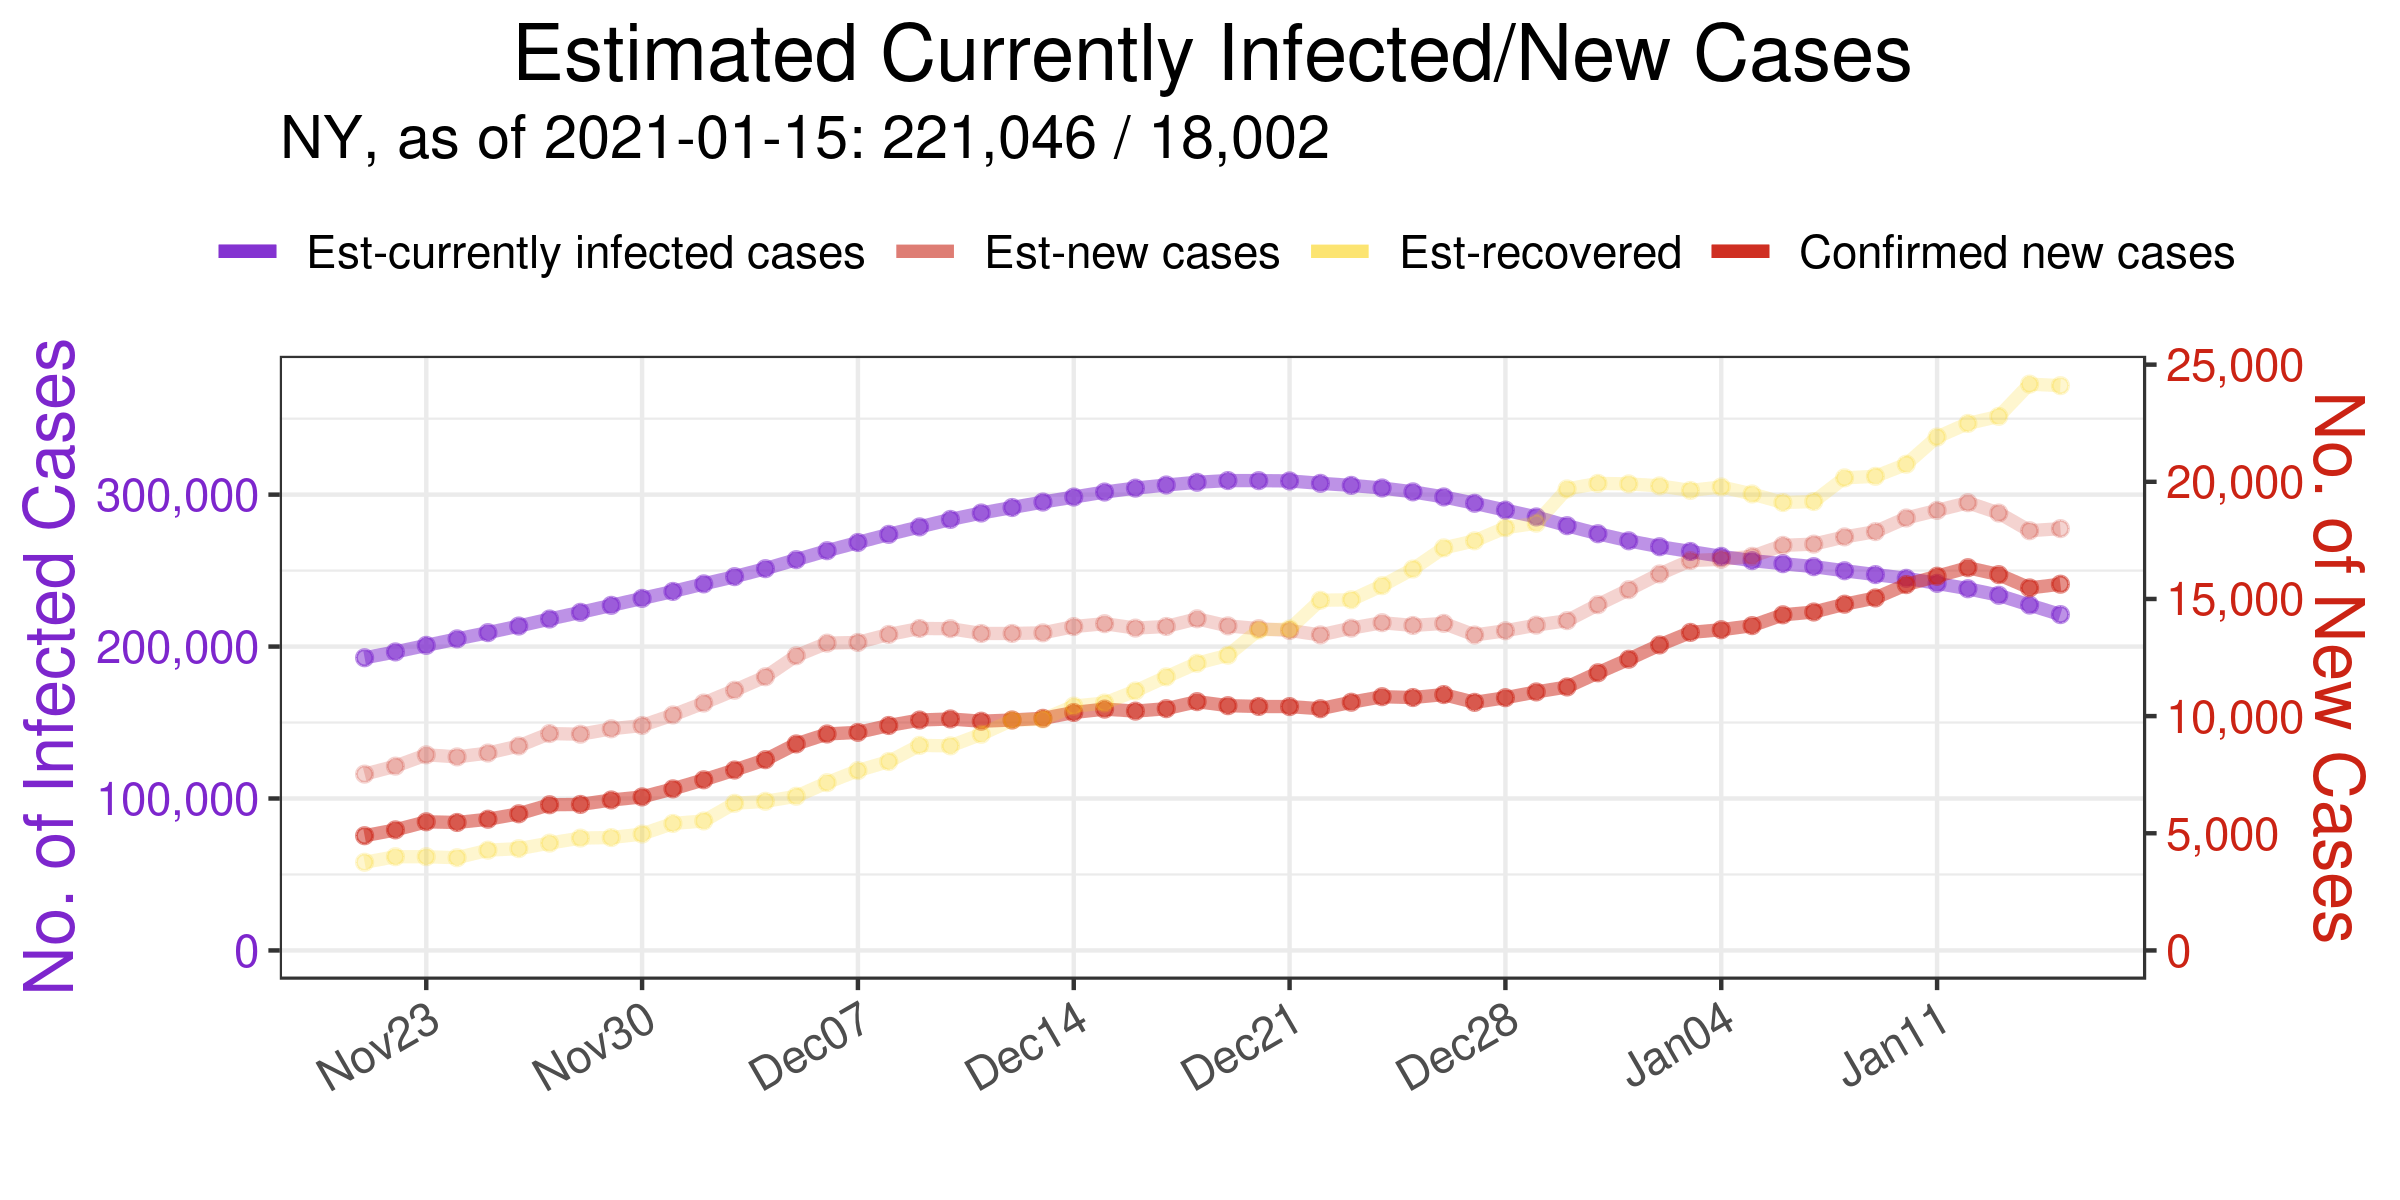 Estimated Currently Infected/New Cases
NY, as of 2021-01-15: 221,046 / 18,002
Est-currently infected cases Est-new cases Est-recovered Confirmed new cases
No. of Infected Cases
300,000
200,000
100,000
0
25,000
20,000
15,000
10,000
5,000
0
No. of New Cases
Nov23 Nov30 Dec07 Dec14 Dec21 Dec28 Jan04 Jan11